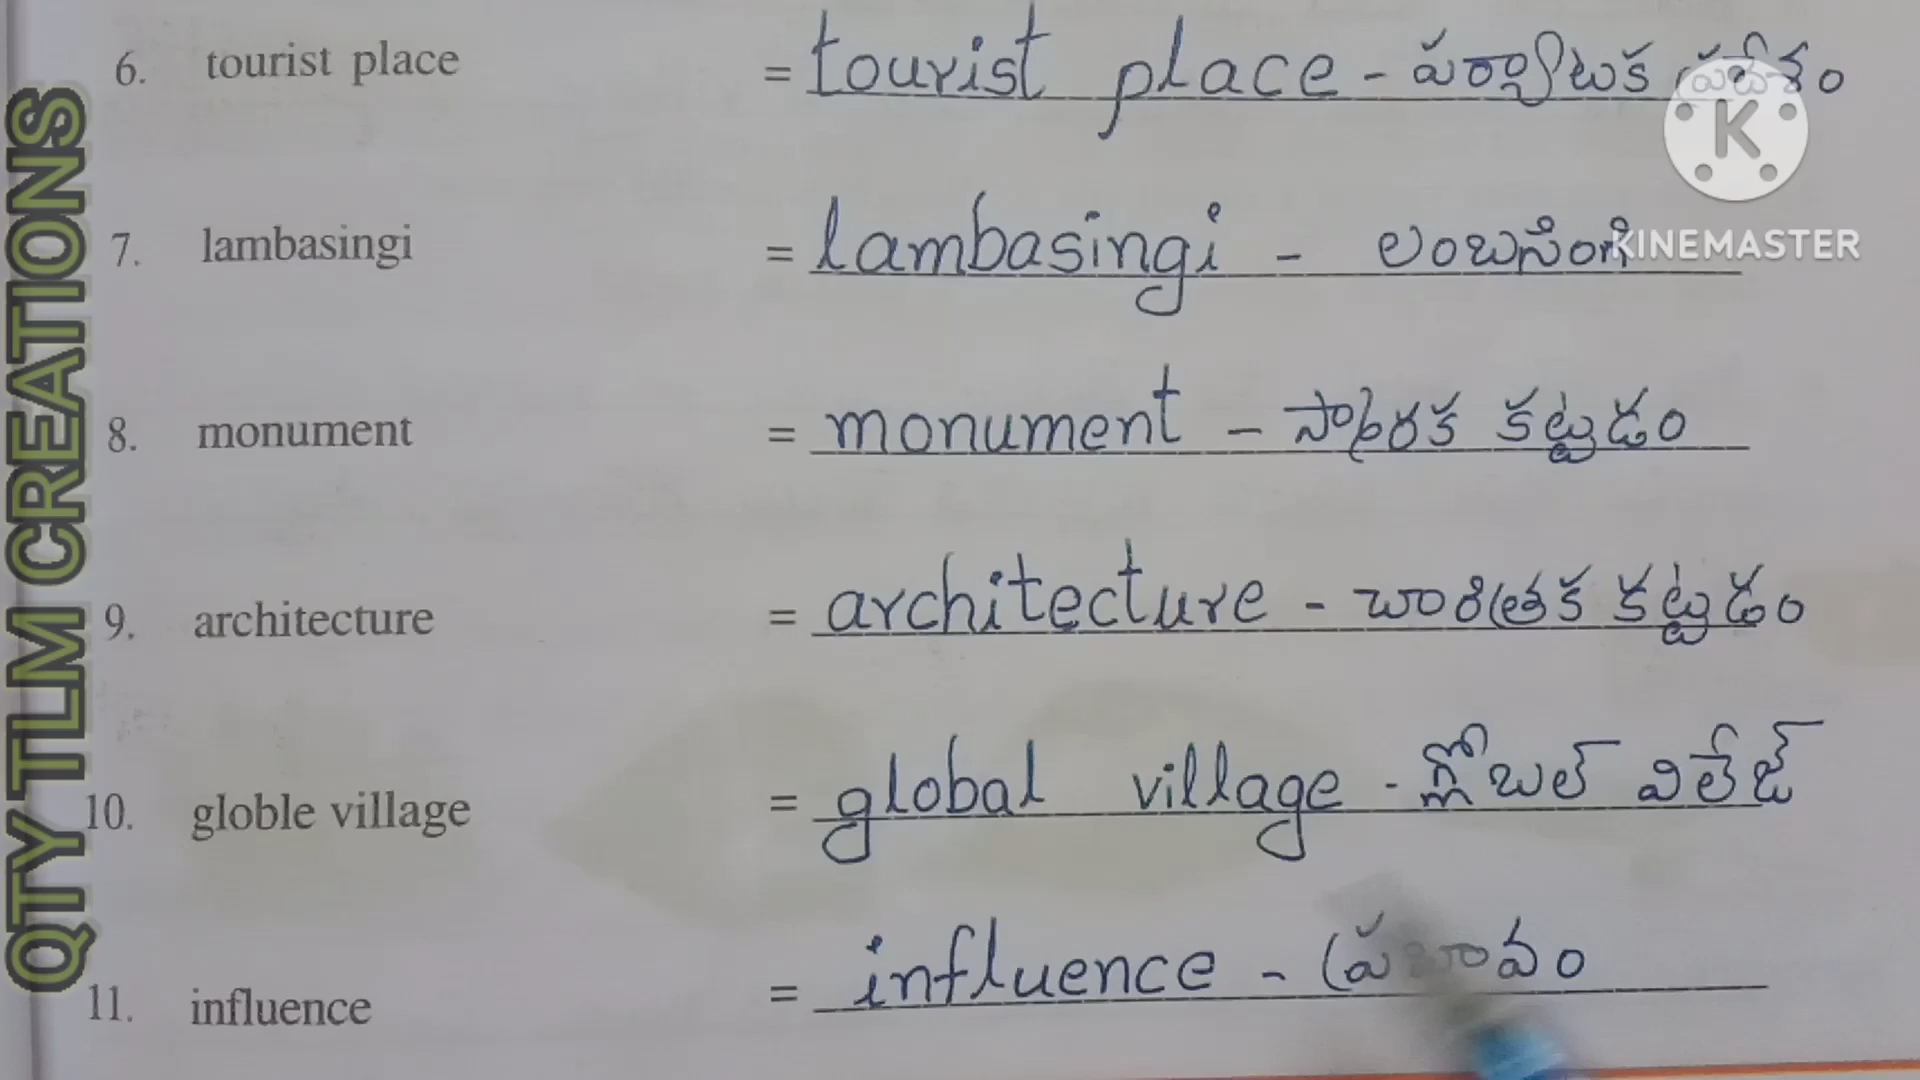 QTY TLM CREATIONS
6. tourist place = tourist place - పర్యాటక ప్రదేశం
K
KINEMASTER
7. lambasingi = lambasingi - లంబసింగి
8. monument = monument - స్మారక కట్టడం
9. architecture = architecture - చారిత్రక కట్టడం
10. globle village = global village - గ్లోబల్ విలేజ్
11. influence = influence - ప్రభావం